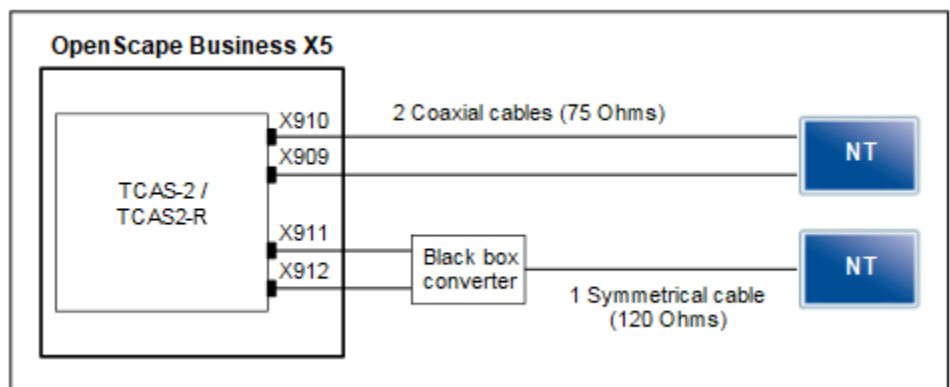 OpenScape Business X5
X910
2 Coaxial cables (75 Ohms)
NT
X909
TCAS-2 /
TCAS2-R
X911
Black box
converter
X912
NT
1 Symmetrical cable
(120 Ohms)